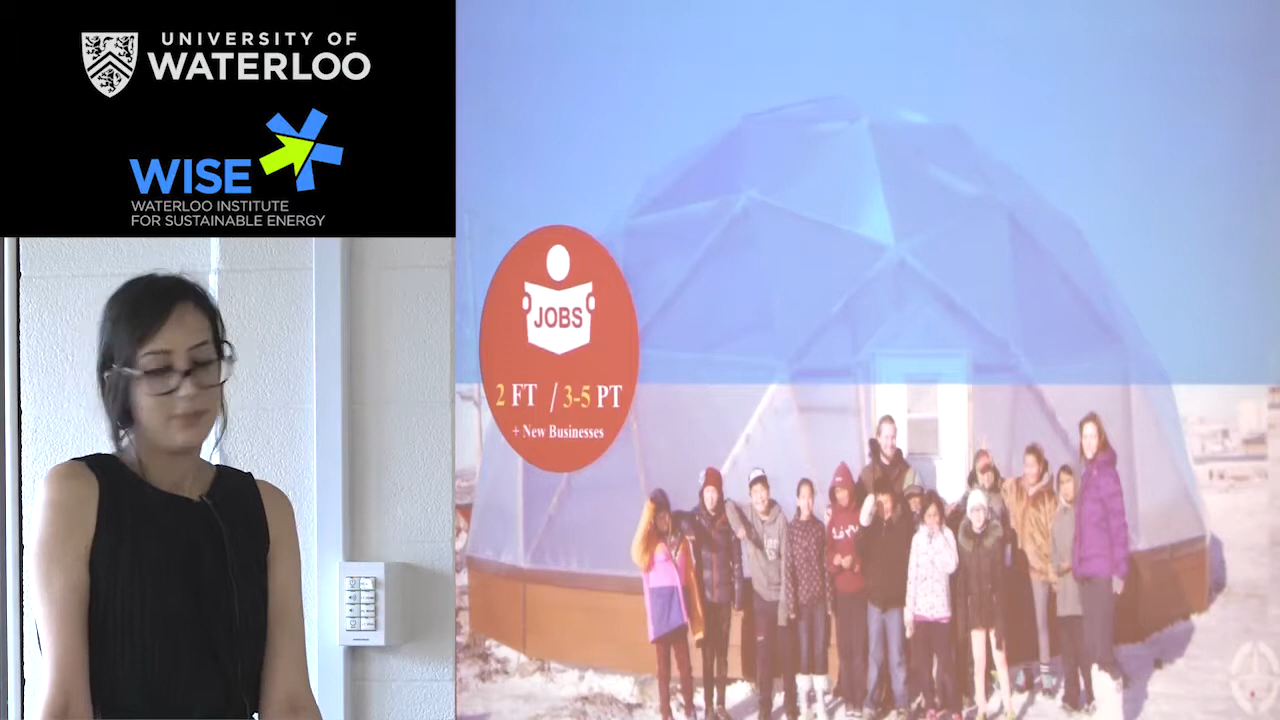 UNIVERSITY OF
WATERLOO
WISE
WATERLOO INSTITUTE
FOR SUSTAINABLE ENERGY
JOBS
2 FT / 3-5 PT
+ New Businesses